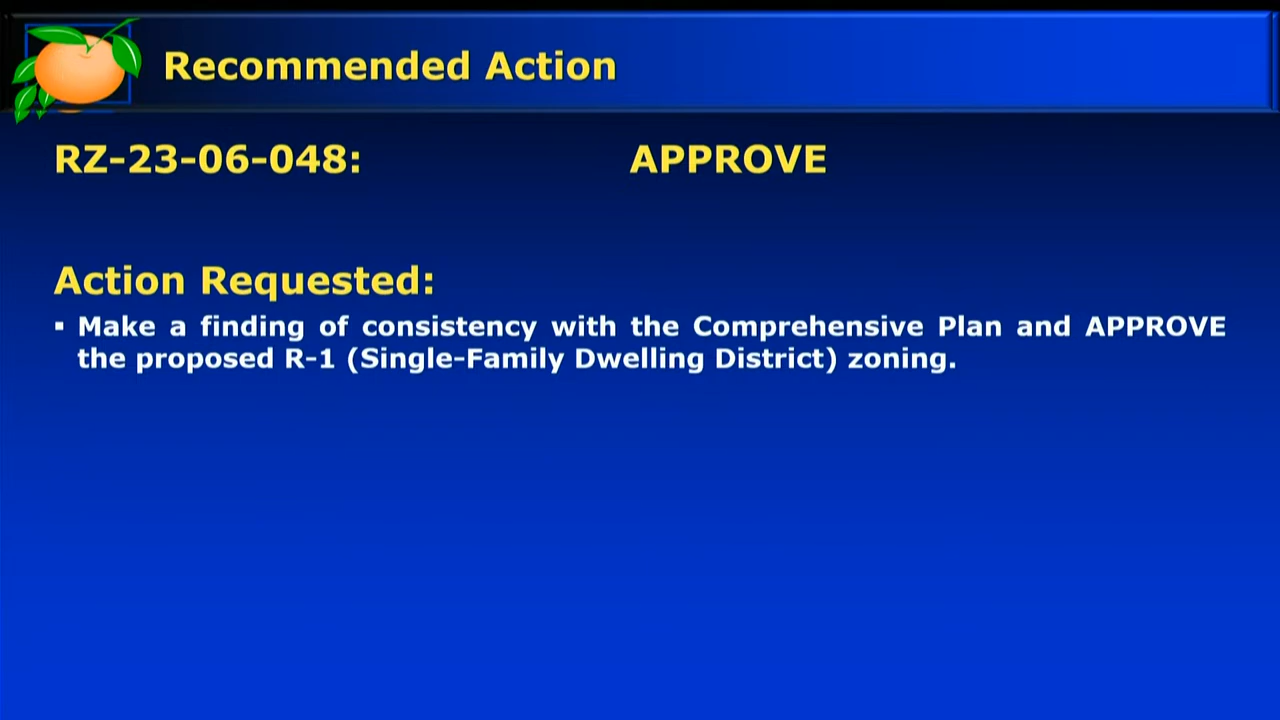 Recommended Action
RZ-23-06-048: APPROVE
Action Requested:
▪ Make a finding of consistency with the Comprehensive Plan and APPROVE
the proposed R-1 (Single-Family Dwelling District) zoning.